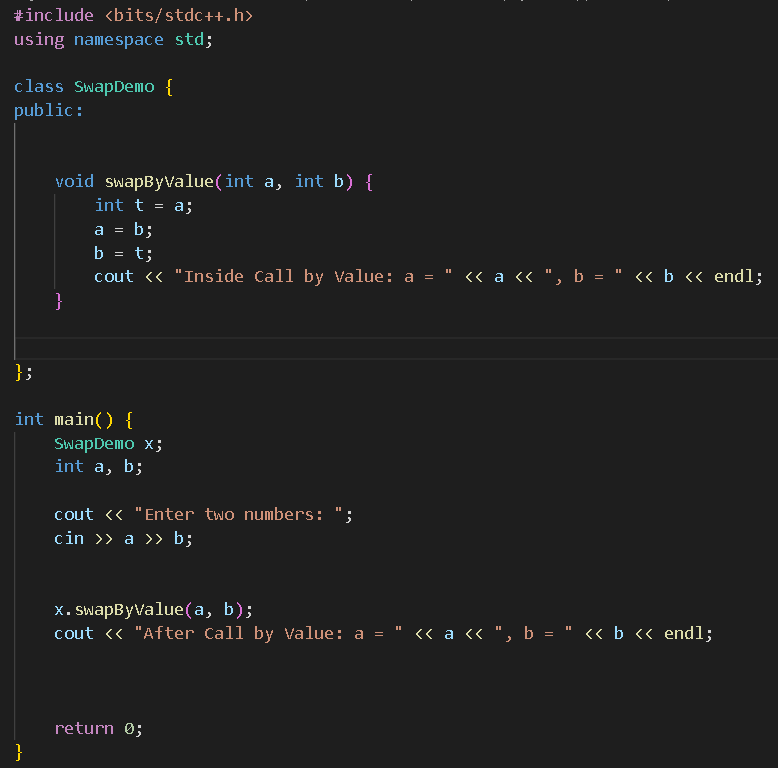 #include <bits/stdc++.h>
using namespace std;
class SwapDemo {
public:
void swapByValue(int a, int b) {
int t = a;
a = b;
b = t;
cout << "Inside Call by Value: a = " << a << ", b = " << b << endl;
}
};
int main() {
SwapDemo x;
int a, b;
cout << "Enter two numbers: ";
cin >> a >> b;
x.swapByValue(a, b);
cout << "After Call by Value: a = " << a << ", b = " << b << endl;
return 0;
}